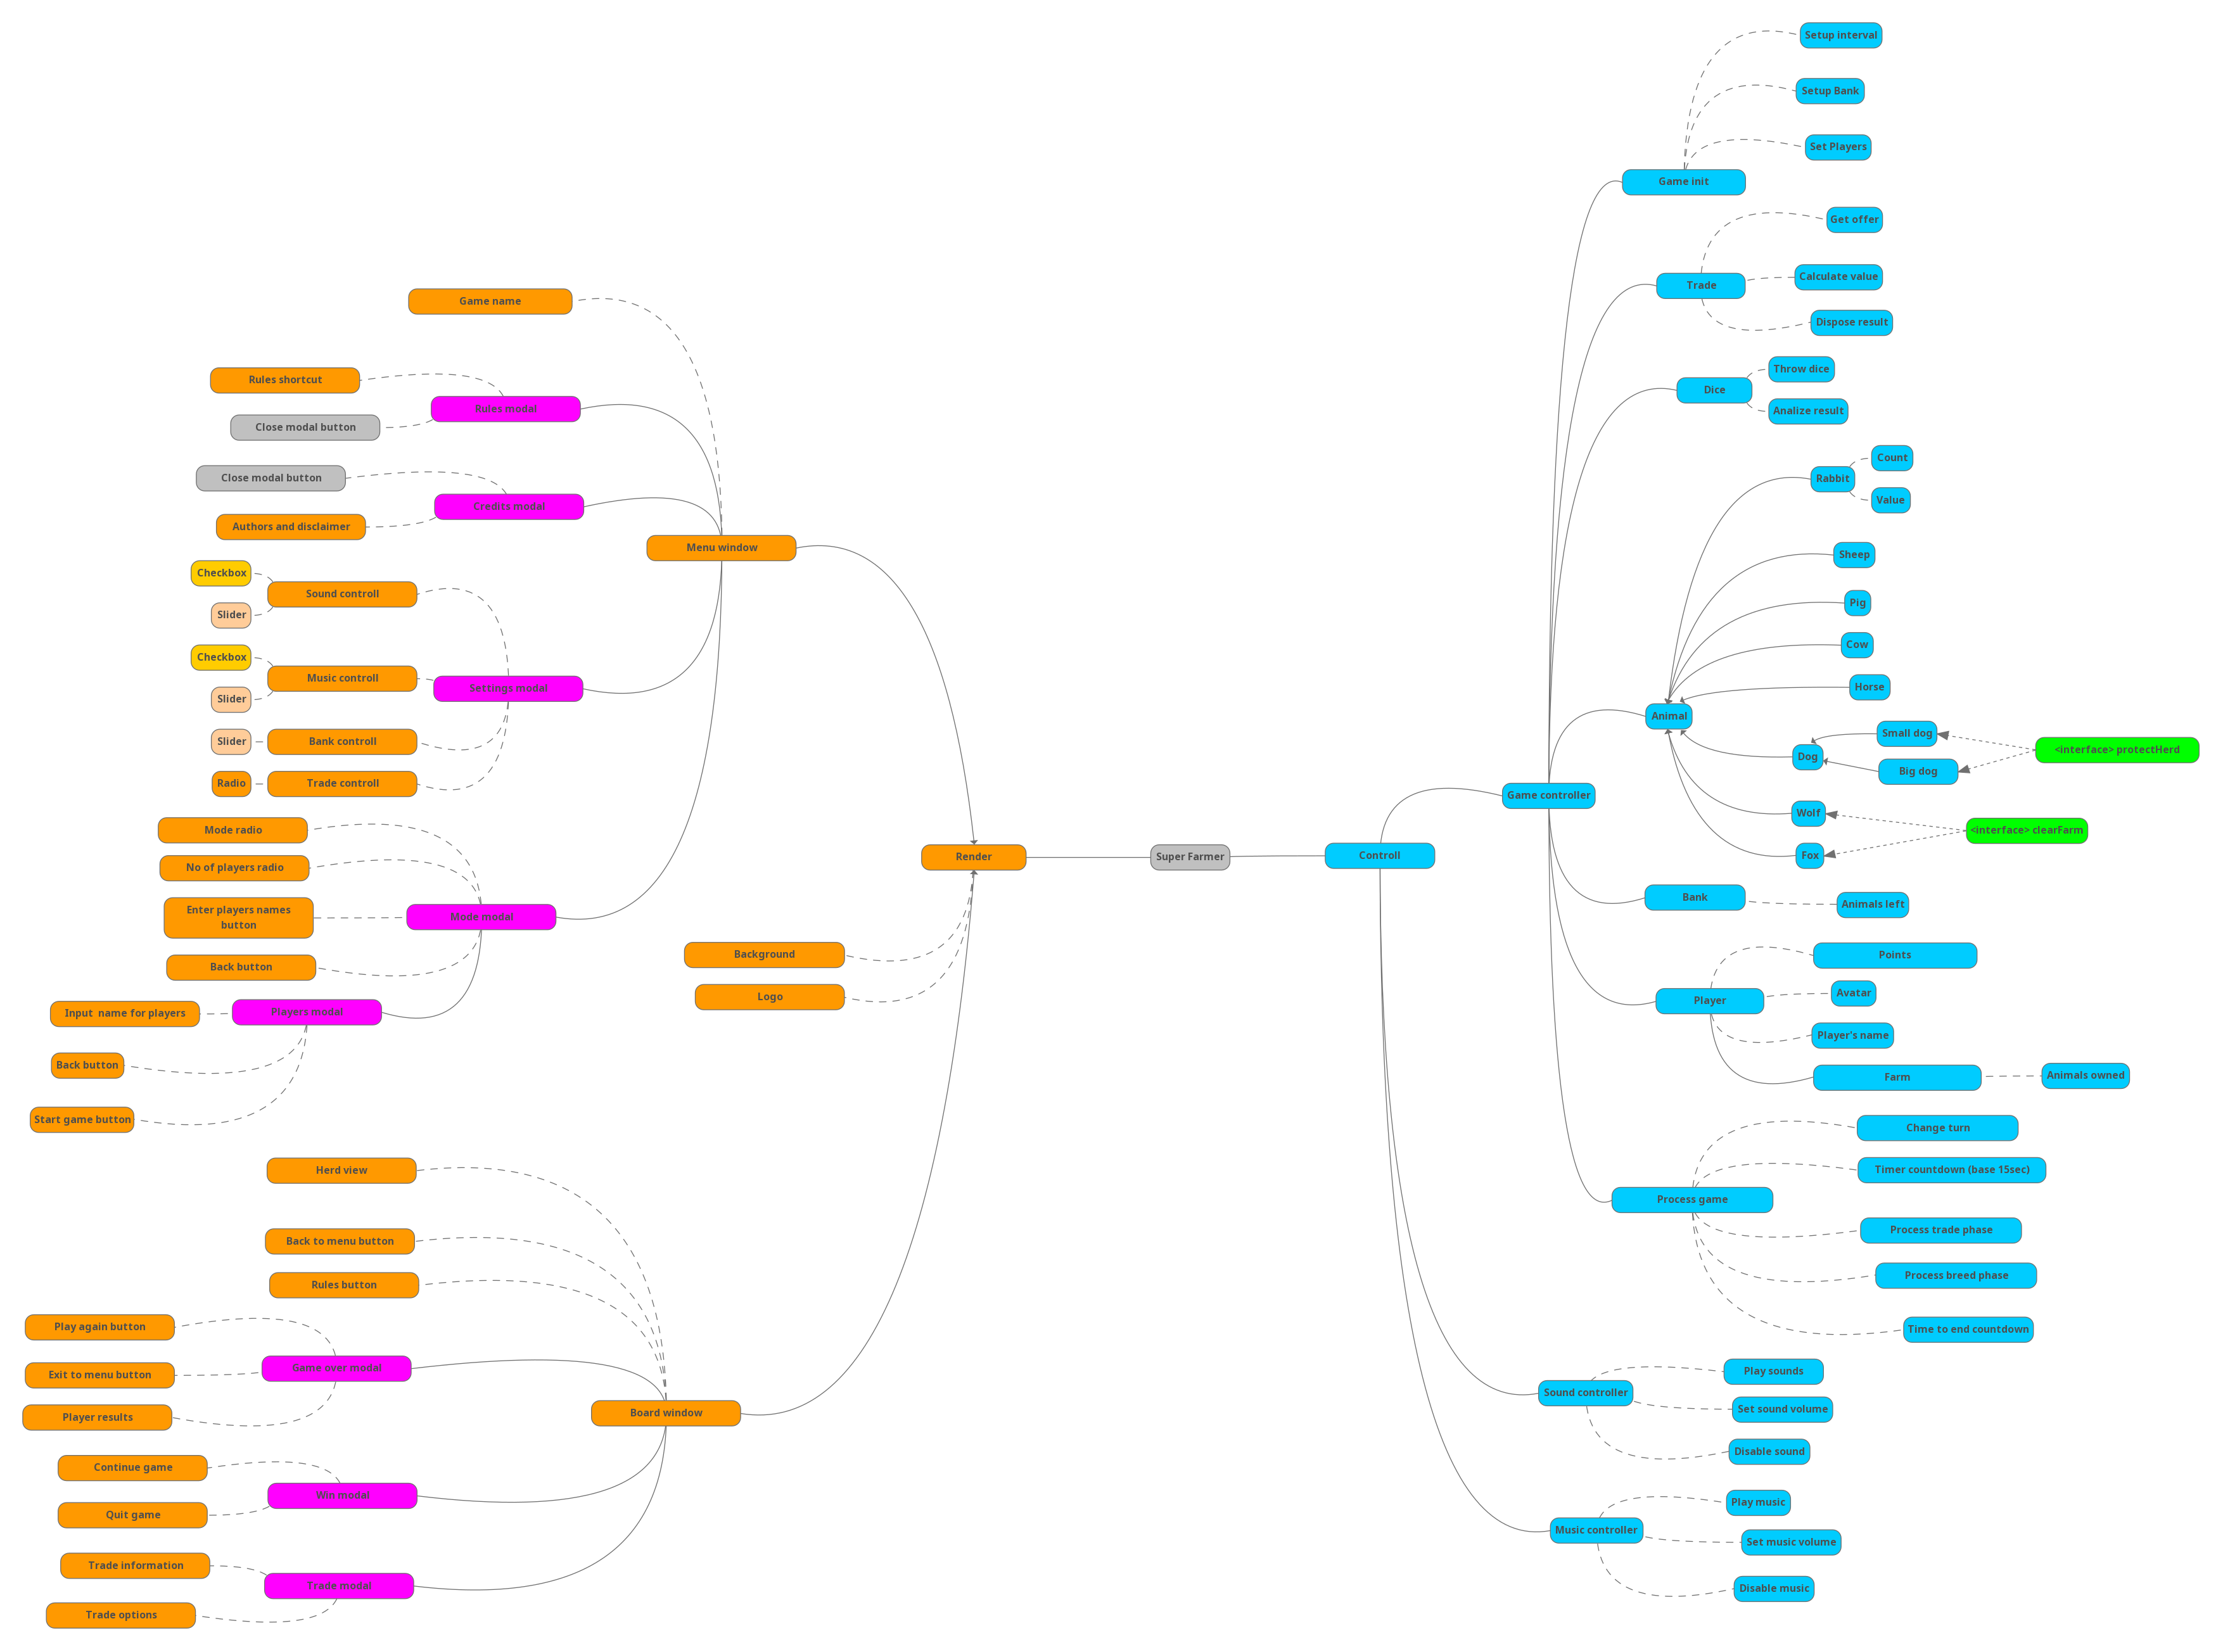 Game name
Rules shortcut
Rules modal
Close modal button
Close modal button
Credits modal
Authors and disclaimer
Menu window
Checkbox
Sound controll
Slider
Checkbox
Music controll
Slider
Settings modal
Slider
Bank controll
Radio
Trade controll
Mode radio
No of players radio
Enter players names
button
Mode modal
Back button
Input  name for players
Players modal
Back button
Start game button
Render
Background
Logo
Herd view
Back to menu button
Rules button
Play again button
Game over modal
Exit to menu button
Player results
Board window
Continue game
Win modal
Quit game
Trade information
Trade modal
Trade options
Super Farmer
Controll
Setup interval
Setup Bank
Set Players
Game init
Get offer
Trade
Calculate value
Dispose result
Throw dice
Dice
Analize result
Count
Rabbit
Value
Sheep
Pig
Cow
Horse
Animal
Small dog
Dog
Big dog
<interface> protectHerd
Game controller
Wolf
<interface> clearFarm
Fox
Bank
Animals left
Points
Player
Avatar
Player's name
Farm
Animals owned
Change turn
Timer countdown (base 15sec)
Process game
Process trade phase
Process breed phase
Time to end countdown
Play sounds
Sound controller
Set sound volume
Disable sound
Play music
Music controller
Set music volume
Disable music